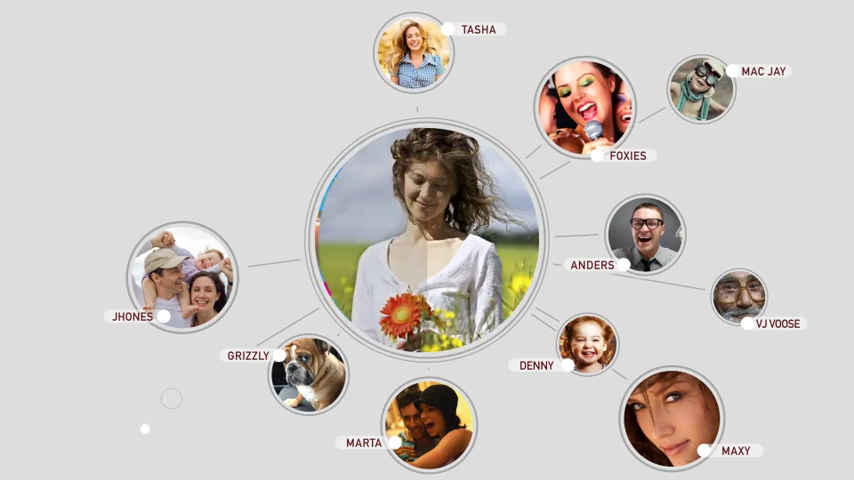 TASHA
MAC JAY
FOXIES
ANDERS
JHONES
VJ VOOSE
GRIZZLY
DENNY
MARTA
MAXY